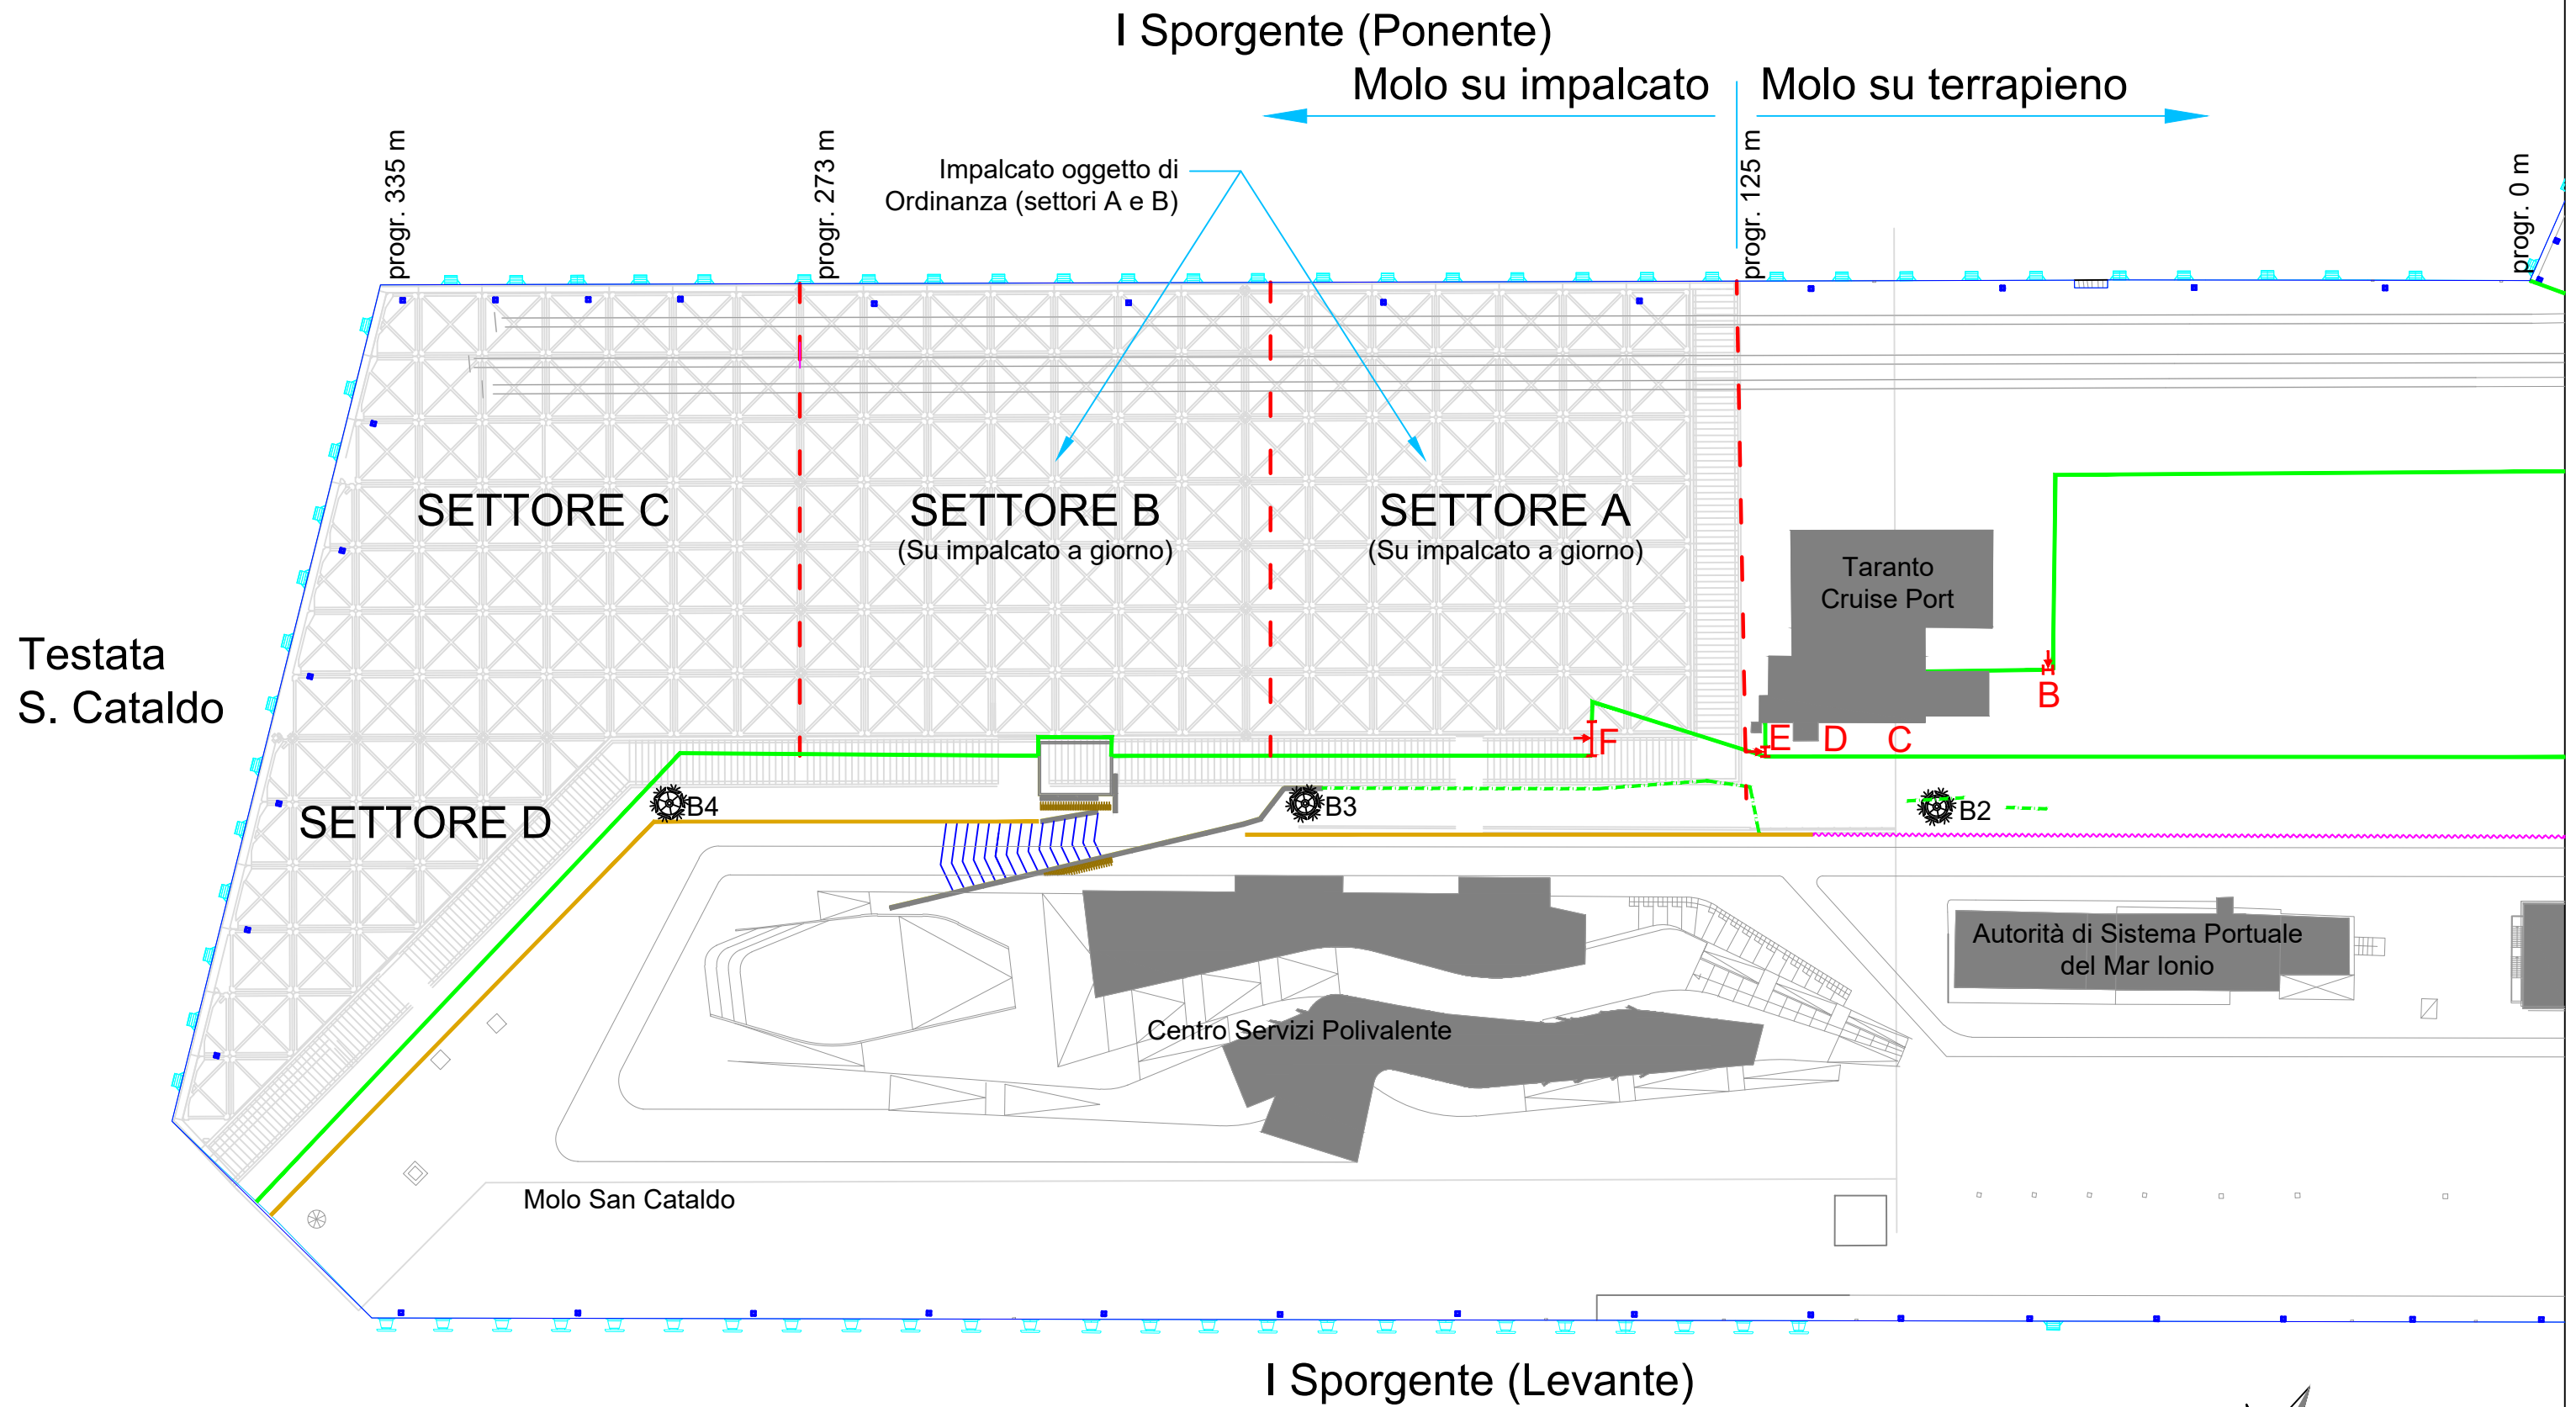 I Sporgente (Ponente)
Molo su impalcato
Molo su terrapieno
progr. 335 m
progr. 273 m
progr. 125 m
progr. 0 m
Impalcato oggetto di
Ordinanza (settori A e B)
SETTORE C
SETTORE B
(Su impalcato a giorno)
SETTORE A
(Su impalcato a giorno)
Taranto
Cruise Port
Testata
S. Cataldo
B
F
E
D
C
SETTORE D
B4
B3
B2
Autorità di Sistema Portuale
del Mar Ionio
Centro Servizi Polivalente
Molo San Cataldo
I Sporgente (Levante)